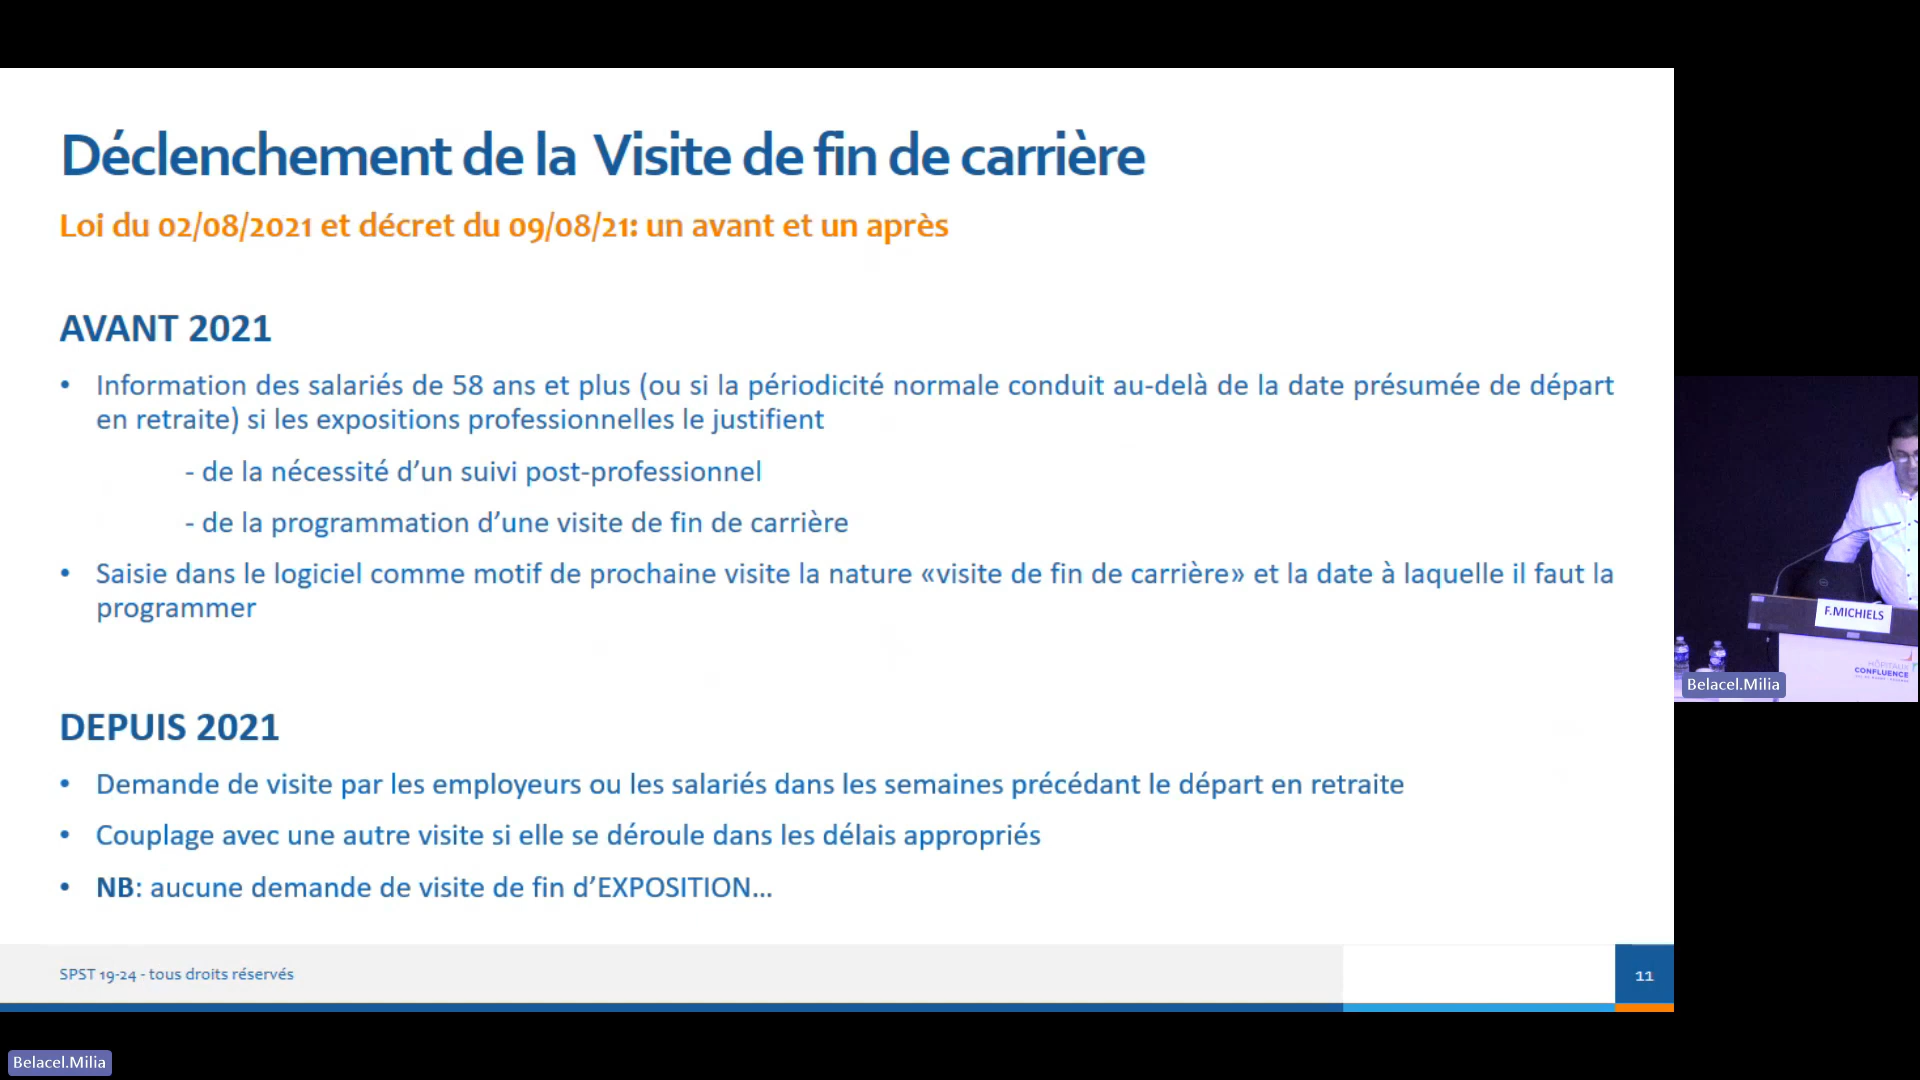 Déclenchement de la Visite de fin de carrière
Loi du 02/08/2021 et décret du 09/08/21: un avant et un après
AVANT 2021
• Information des salariés de 58 ans et plus (ou si la périodicité normale conduit au-delà de la date présumée de départ
en retraite) si les expositions professionnelles le justifient
- de la nécessité d’un suivi post-professionnel
- de la programmation d’une visite de fin de carrière
• Saisie dans le logiciel comme motif de prochaine visite la nature «visite de fin de carrière» et la date à laquelle il faut la
programmer
DEPUIS 2021
• Demande de visite par les employeurs ou les salariés dans les semaines précédant le départ en retraite
• Couplage avec une autre visite si elle se déroule dans les délais appropriés
• NB: aucune demande de visite de fin d’EXPOSITION...
SPST 19-24 - tous droits réservés
11
F.MICHIELS
HÔPITAUX
CONFLUENCE
Belacel.Milia
Belacel.Milia